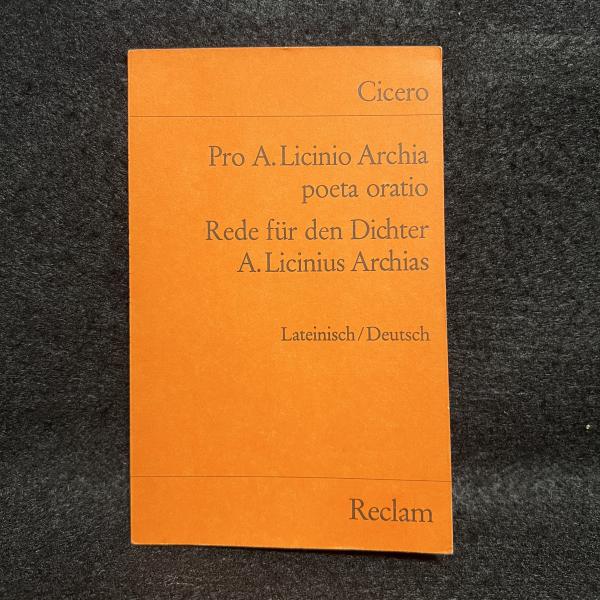 Cicero
Pro A. Licinio Archia
poeta oratio
Rede für den Dichter
A. Licinius Archias
Lateinisch/Deutsch
Reclam